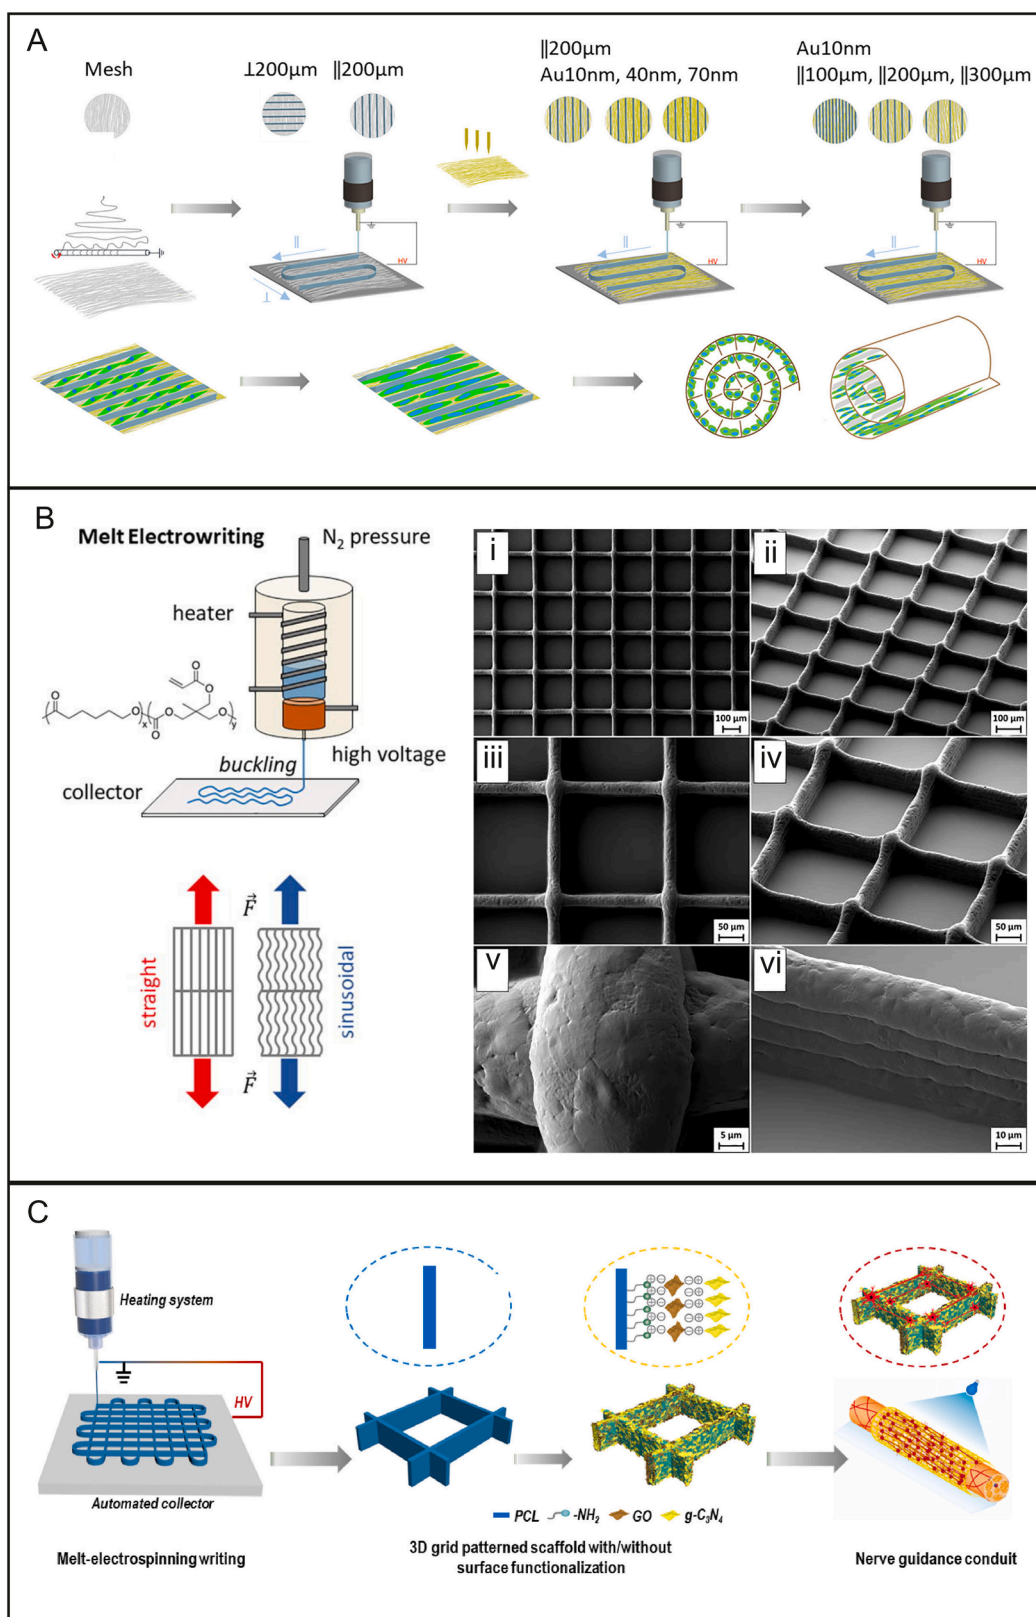 A
Mesh
⊥200µm ∥200µm
∥200µm
Au10nm, 40nm, 70nm
Au10nm
∥100µm, ∥200µm, ∥300µm
∥
⊥
HV
∥
HV
∥
HV
B
Melt Electrowriting
N₂ pressure
heater
O
O
O
O
O
O
x
y
high voltage
buckling
collector
F⃗
straight
sinusoidal
F⃗
i
100 µm
ii
100 µm
iii
50 µm
iv
50 µm
v
5 µm
vi
10 µm
C
Heating system
HV
Automated collector
PCL
-NH₂
GO
g-C₃N₄
Melt-electrospinning writing
3D grid patterned scaffold with/without
surface functionalization
Nerve guidance conduit